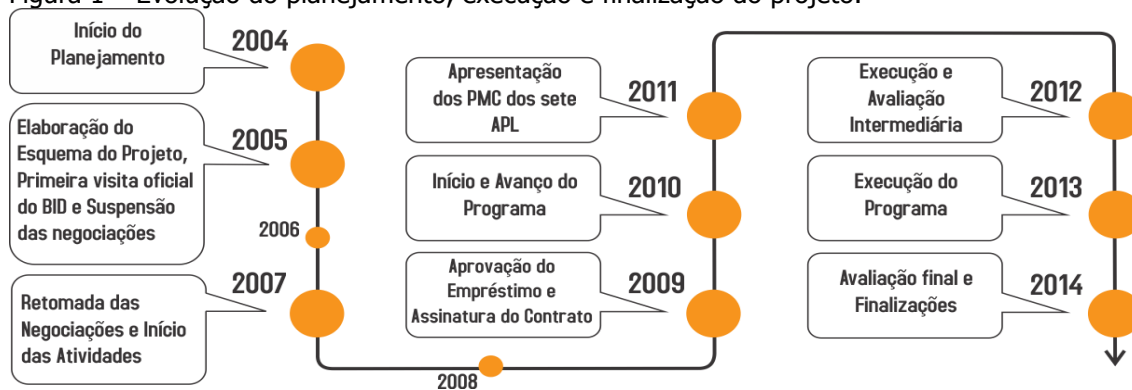 Figura 1 – Evolução do planejamento, execução e finalização do projeto.
Início do
Planejamento
2004
Elaboração do
Esquema do Projeto,
Primeira visita oficial
do BID e Suspensão
das negociações
2005
2006
Retomada das
Negociações e Início
das Atividades
2007
2008
Aprovação do
Empréstimo e
Assinatura do Contrato
2009
Início e Avanço do
Programa
2010
Apresentação
dos PMC dos sete
APL
2011
Execução e
Avaliação
Intermediária
2012
Execução do
Programa
2013
Avaliação final e
Finalizações
2014